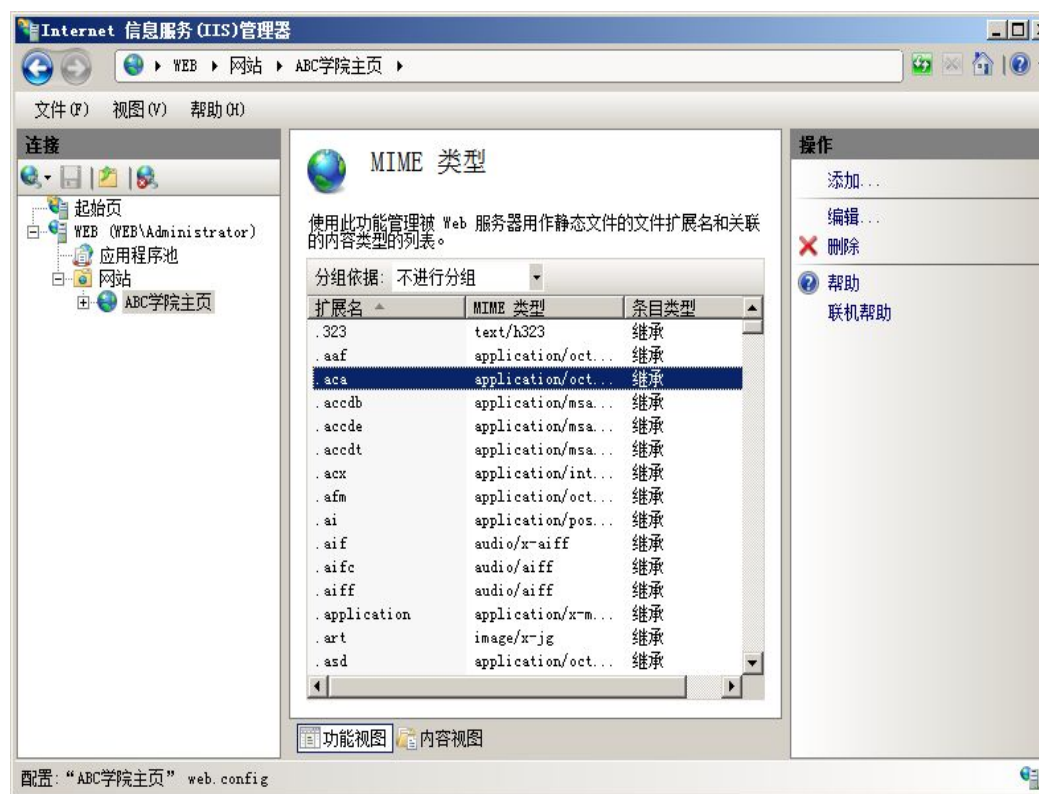 Internet 信息服务(IIS)管理器
WEB 网站 ABC学院主页
文件(F) 视图(V) 帮助(H)
连接
起始页
WEB (WEB\Administrator)
应用程序池
网站
ABC学院主页
MIME 类型
使用此功能管理被 Web 服务器用作静态文件的文件扩展名和关联
的内容类型的列表。
分组依据: 不进行分组
扩展名 MIME 类型 条目类型
.323 text/h323 继承
.aaf application/oct... 继承
.aca application/oct... 继承
.accdb application/msa... 继承
.accde application/msa... 继承
.accdt application/msa... 继承
.acx application/int... 继承
.afm application/oct... 继承
.ai application/pos... 继承
.aif audio/x-aiff 继承
.aifc audio/aiff 继承
.aiff audio/aiff 继承
.application application/x-m... 继承
.art image/x-jg 继承
.asd application/oct... 继承
功能视图 内容视图
操作
添加...
编辑...
删除
帮助
联机帮助
配置:“ABC学院主页” web.config